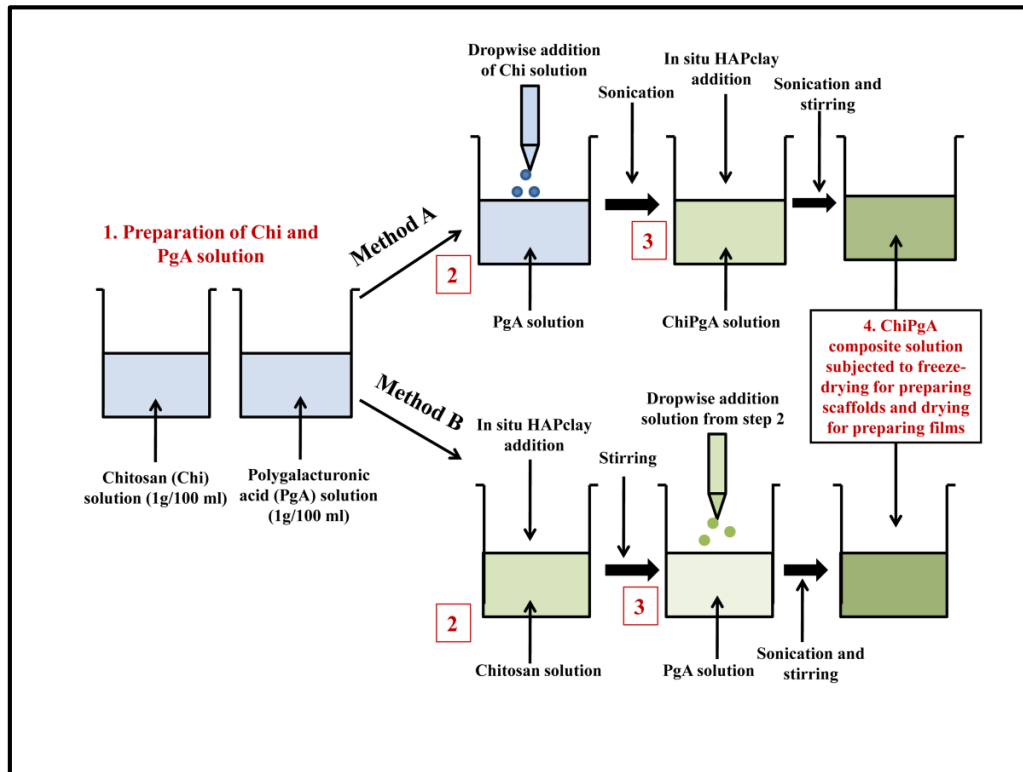 1. Preparation of Chi and
PgA solution
Chitosan (Chi)
solution (1g/100 ml)
Polygalacturonic
acid (PgA) solution
(1g/100 ml)
Method A
2
Dropwise addition
of Chi solution
PgA solution
Sonication
3
In situ HAPclay
addition
ChiPgA solution
Sonication and
stirring
Method B
2
In situ HAPclay
addition
Chitosan solution
Stirring
3
Dropwise addition
solution from step 2
PgA solution
Sonication and
stirring
4. ChiPgA
composite solution
subjected to freeze-
drying for preparing
scaffolds and drying
for preparing films